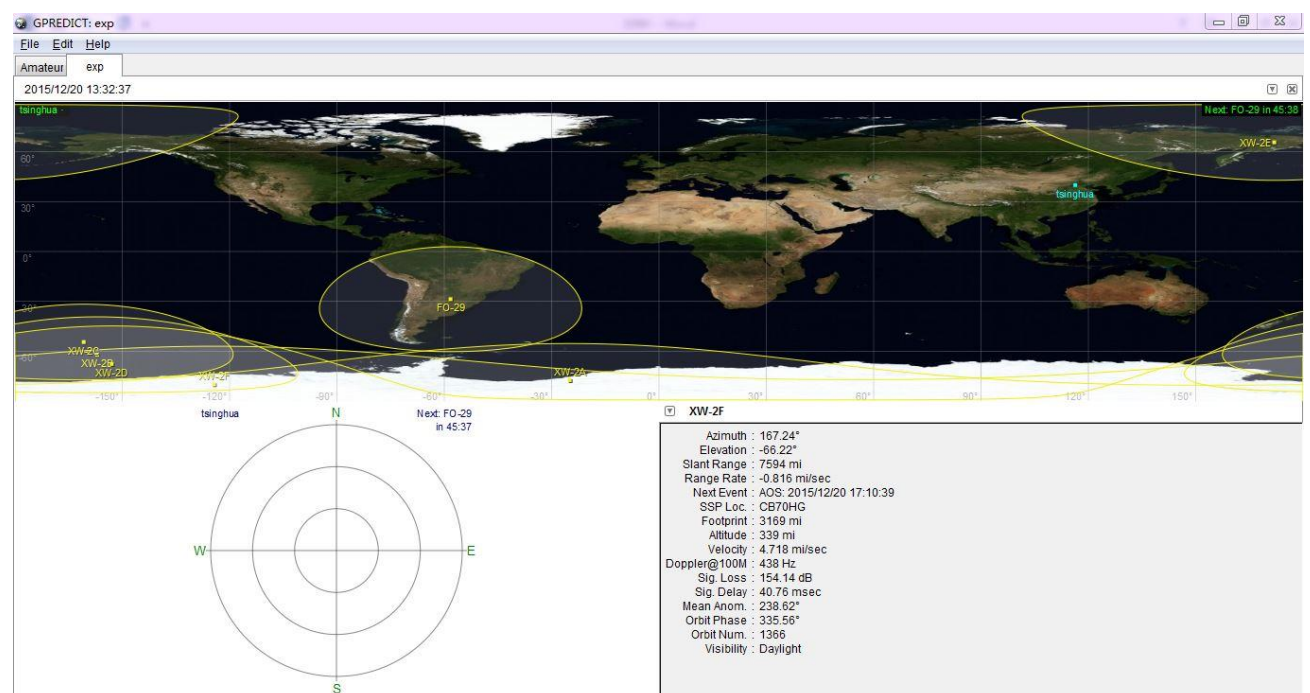 GPREDICT: exp
File Edit Help
Amateur exp
2015/12/20 13:32:37
tsinghua
Next: FO-29 in 45:38
60°
XW-2E
tsinghua
30°
0°
-30°
FO-29
XW-2C
-60°
XW-2B
XW-2D
XW-2F
XW-2A
-150° -120° -90° -60° -30° 0° 30° 60° 90° 120° 150°
tsinghua
N
Next: FO-29
in 45:37
W
E
S
XW-2F
Azimuth : 167.24°
Elevation : -66.22°
Slant Range : 7594 mi
Range Rate : -0.816 mi/sec
Next Event : AOS: 2015/12/20 17:10:39
SSP Loc. : CB70HG
Footprint : 3169 mi
Altitude : 339 mi
Velocity : 4.718 mi/sec
Doppler@100M : 438 Hz
Sig. Loss : 154.14 dB
Sig. Delay : 40.76 msec
Mean Anom. : 238.62°
Orbit Phase : 335.56°
Orbit Num. : 1366
Visibility : Daylight